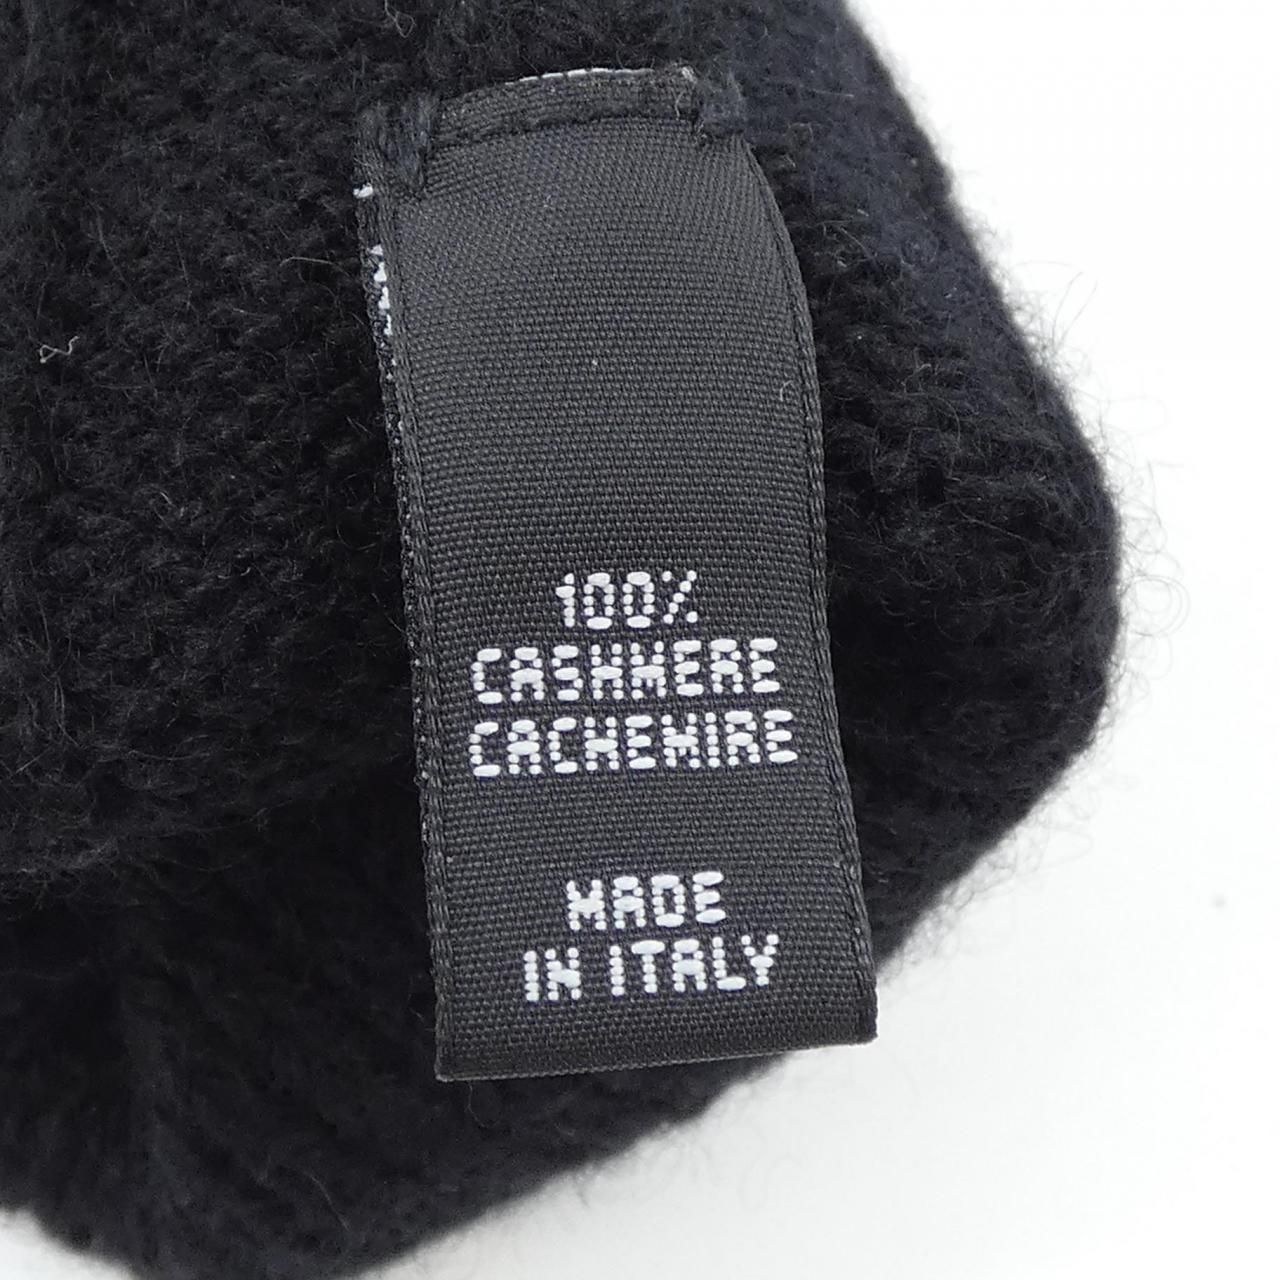 100%
CASHMERE
CACHEMIRE
MADE
IN ITALY